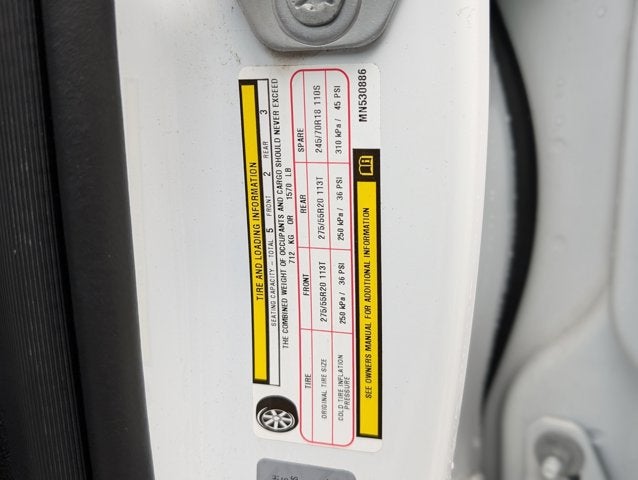 TIRE AND LOADING INFORMATION
SEATING CAPACITY - TOTAL 5 FRONT 2 REAR 3
THE COMBINED WEIGHT OF OCCUPANTS AND CARGO SHOULD NEVER EXCEED
712 KG OR 1570 LB
TIRE FRONT REAR SPARE
ORIGINAL TIRE SIZE 275/55R20 113T 275/55R20 113T 245/70R18 110S
COLD TIRE INFLATION
PRESSURE 250 kPa / 36 PSI 250 kPa / 36 PSI 310 kPa / 45 PSI
SEE OWNERS MANUAL FOR ADDITIONAL INFORMATION
MN530886